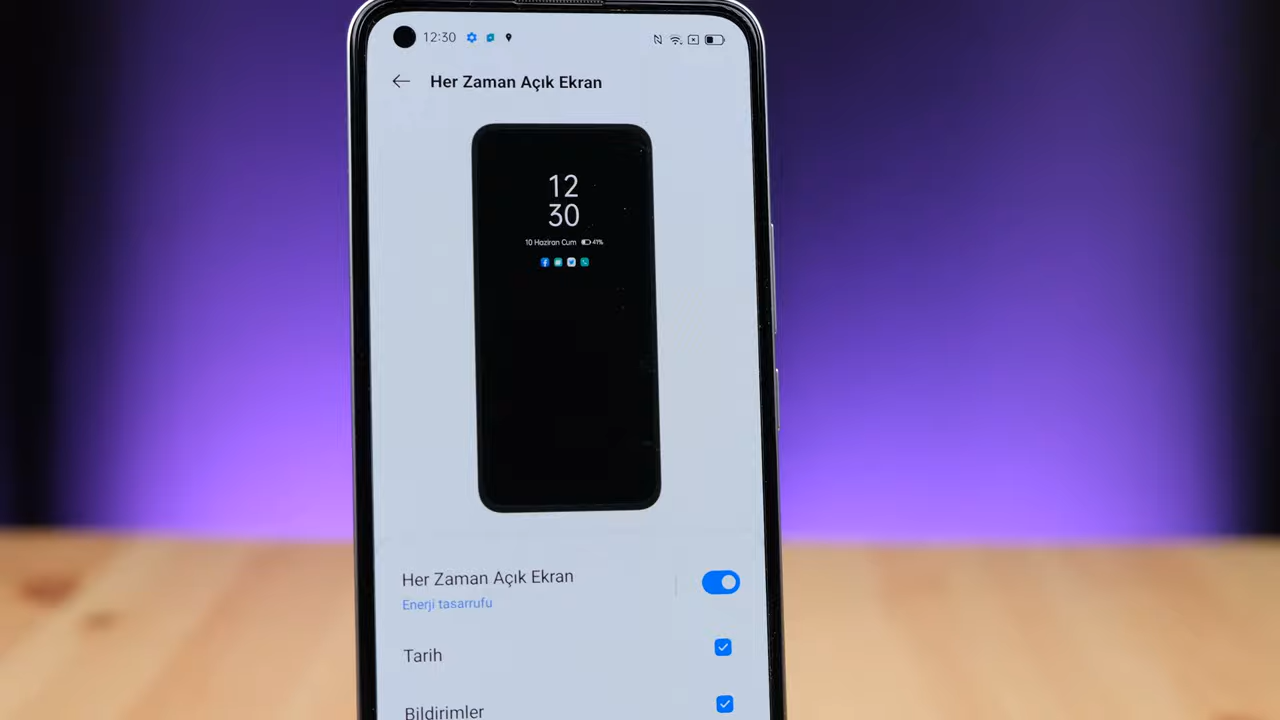 12:30
Her Zaman Açık Ekran
12
30
10 Haziran Cum 41%
Her Zaman Açık Ekran
Enerji tasarrufu
Tarih
Bildirimler